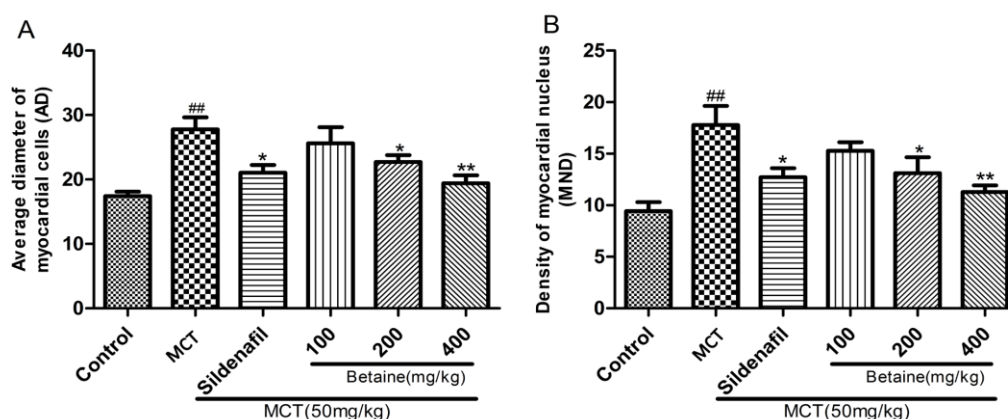 A
Average diameter of
myocardial cells (AD)
40
30
20
10
0
##
*
*
**
Control
MCT
Sildenafil
100
200
400
Betaine(mg/kg)
MCT(50mg/kg)
B
Density of myocardial nucleus
(MND)
25
20
15
10
5
0
##
*
*
**
Control
MCT
Sildenafil
100
200
400
Betaine(mg/kg)
MCT(50mg/kg)